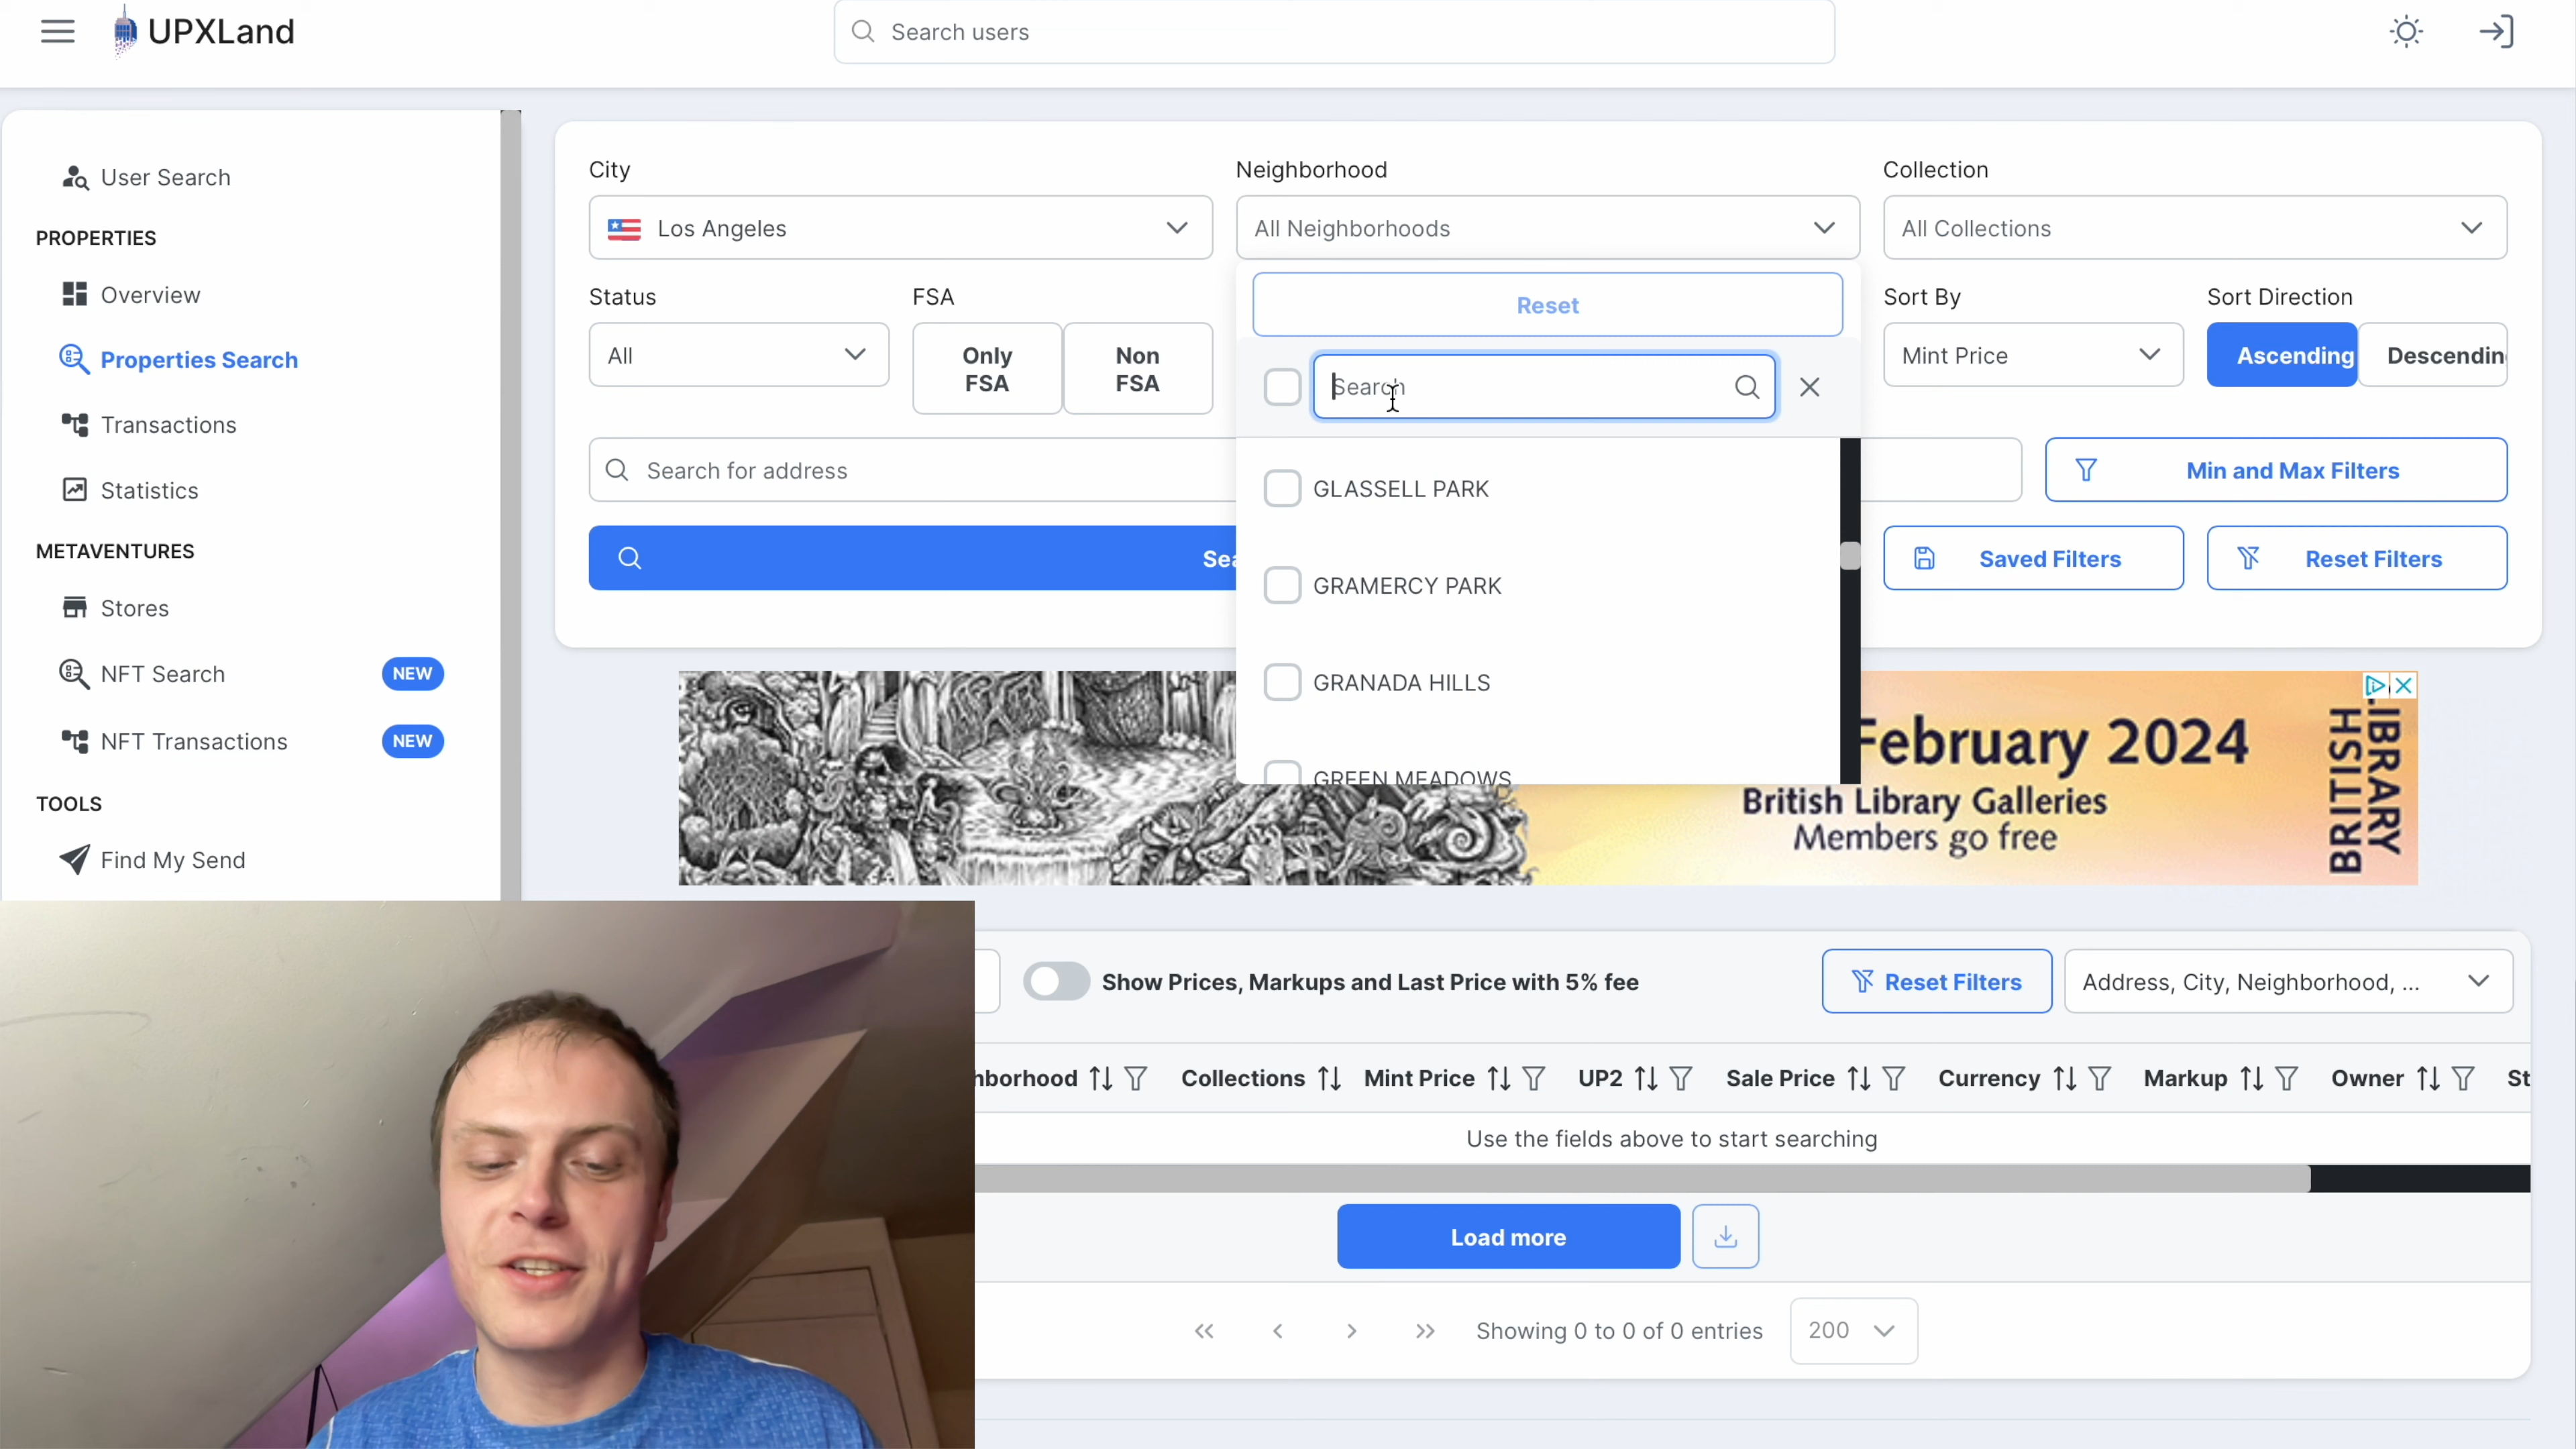 UPXLand
Search users
User Search
PROPERTIES
Overview
Properties Search
Transactions
Statistics
METAVENTURES
Stores
NFT Search
NEW
NFT Transactions
NEW
TOOLS
Find My Send
City
Neighborhood
Collection
Los Angeles
All Neighborhoods
All Collections
Status
FSA
Sort By
Sort Direction
All
Only
FSA
Non
FSA
Mint Price
Ascending
Descendin
Reset
Search
GLASSELL PARK
GRAMERCY PARK
GRANADA HILLS
GREEN MEADOWS
Search for address
Min and Max Filters
Sea
Saved Filters
Reset Filters
February 2024
British Library Galleries
Members go free
BRITISH
LIBRARY
Show Prices, Markups and Last Price with 5% fee
Reset Filters
Address, City, Neighborhood, ...
hborhood
Collections
Mint Price
UP2
Sale Price
Currency
Markup
Owner
St
Use the fields above to start searching
Load more
Showing 0 to 0 of 0 entries
200